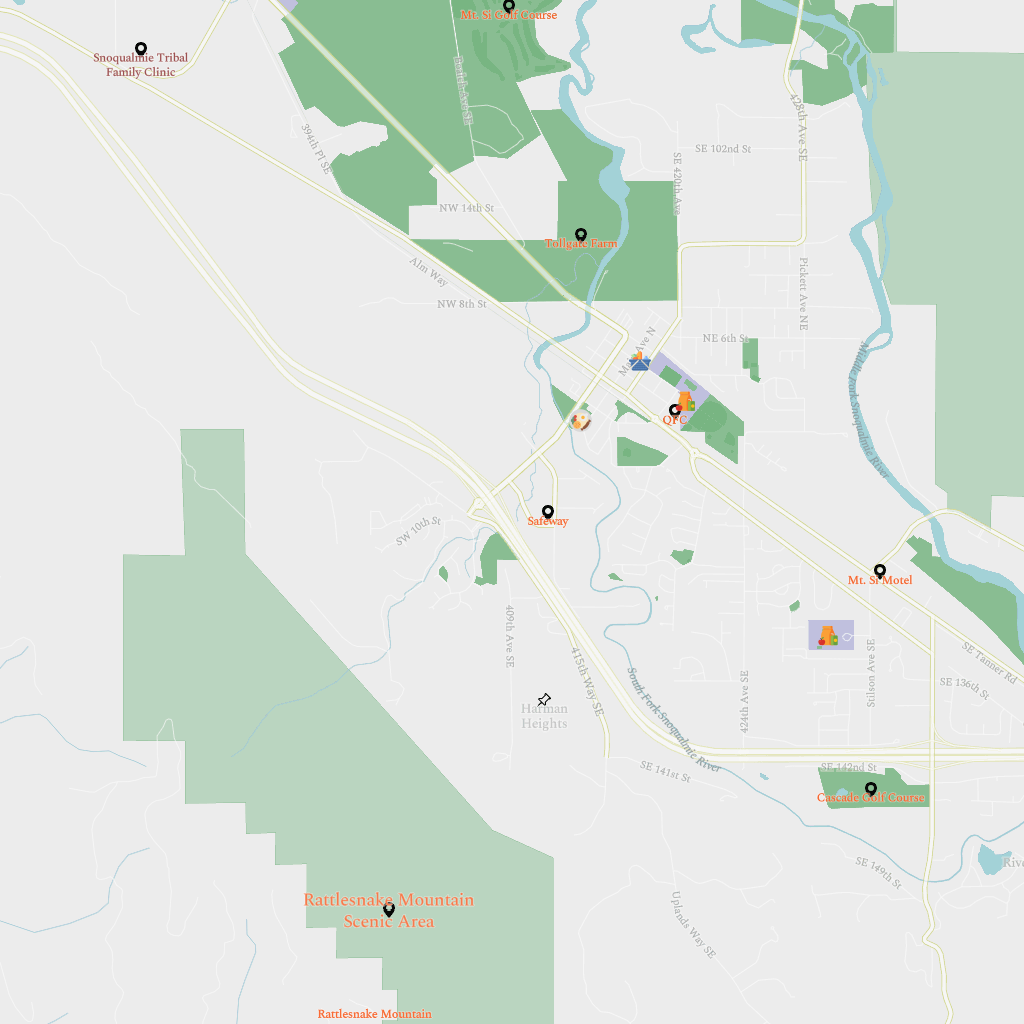 Mt. Si Golf Course
Snoqualmie Tribal
Family Clinic
Boalch Ave SE
428th Ave SE
394th Pl SE
SE 102nd St
SE 420th Ave
NW 14th St
Tollgate Farm
Alm Way
Pickett Ave NE
NW 8th St
NE 6th St
Ave N
Middle Fork Snoqualmie River
QFC
Safeway
SW 10th St
Mt. Si Motel
409th Ave SE
415th Way SE
SE Tanner Rd
Stilson Ave SE
424th Ave SE
SE 136th St
South Fork Snoqualmie River
Harman
Heights
SE 141st St
SE 142nd St
Cascade Golf Course
SE 149th St
Rive
Rattlesnake Mountain
Scenic Area
Uplands Way SE
Rattlesnake Mountain